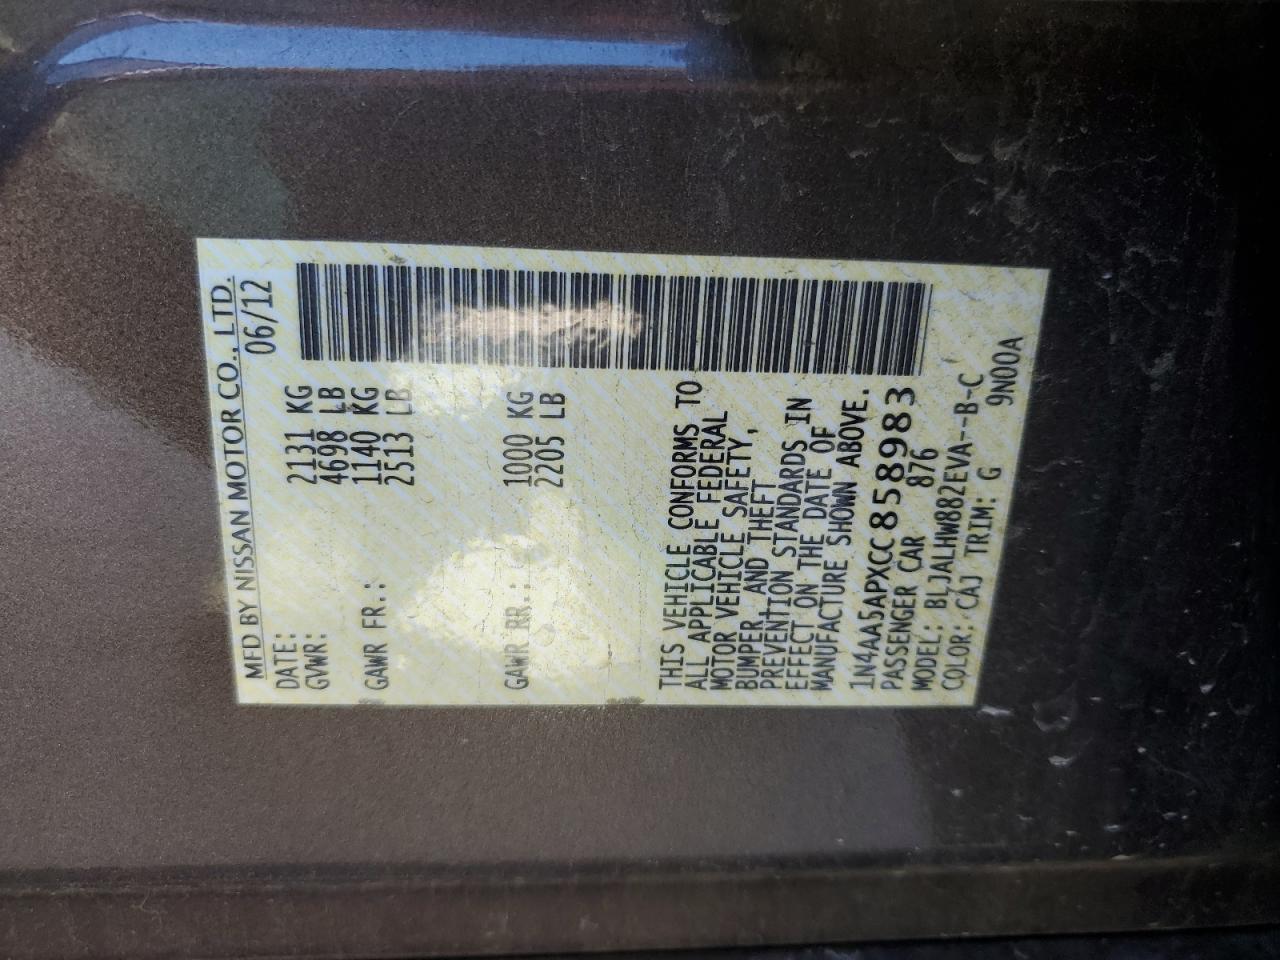 MFD BY NISSAN MOTOR CO., LTD.
DATE: 06/12
GVWR: 2131 KG
4698 LB
GAWR FR.: 1140 KG
2513 LB
GAWR RR.: 1000 KG
2205 LB
THIS VEHICLE CONFORMS TO
ALL APPLICABLE FEDERAL
MOTOR VEHICLE SAFETY,
BUMPER, AND THEFT
PREVENTION STANDARDS IN
EFFECT ON THE DATE OF
MANUFACTURE SHOWN ABOVE.
1N4AA5APXCC858983
PASSENGER CAR 876
MODEL: BLJALHW882EVA--B-C
COLOR: CAJ TRIM: G 9N00A